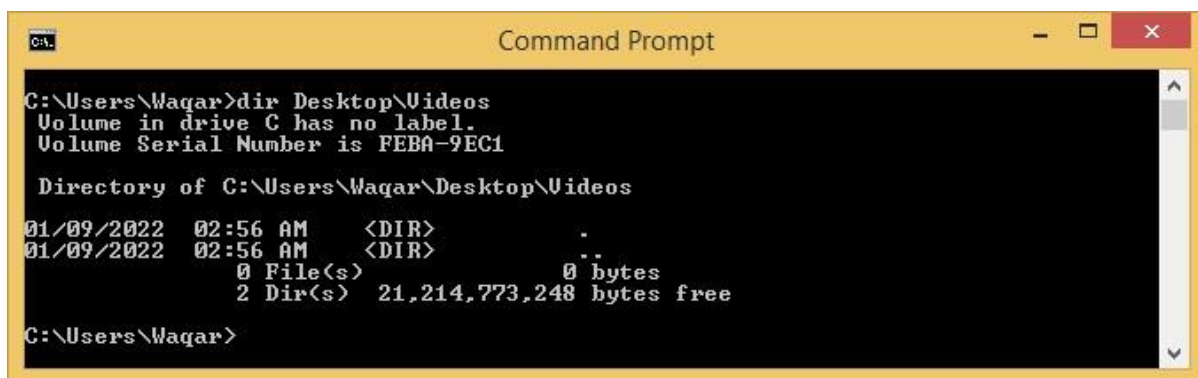 C:\. Command Prompt
C:\Users\Waqar>dir Desktop\Videos
Volume in drive C has no label.
Volume Serial Number is FEBA-9EC1
Directory of C:\Users\Waqar\Desktop\Videos
01/09/2022 02:56 AM <DIR> .
01/09/2022 02:56 AM <DIR> ..
0 File(s) 0 bytes
2 Dir(s) 21,214,773,248 bytes free
C:\Users\Waqar>